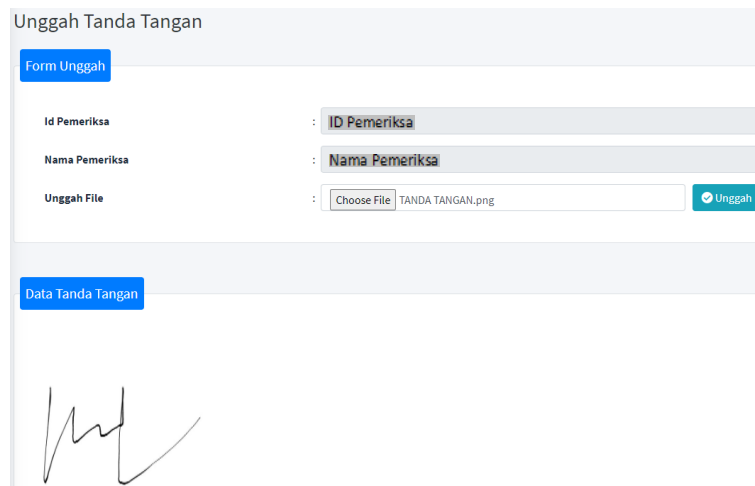 Unggah Tanda Tangan
Form Unggah
Id Pemeriksa : ID Pemeriksa
Nama Pemeriksa : Nama Pemeriksa
Unggah File : Choose File TANDA TANGAN.png Unggah
Data Tanda Tangan